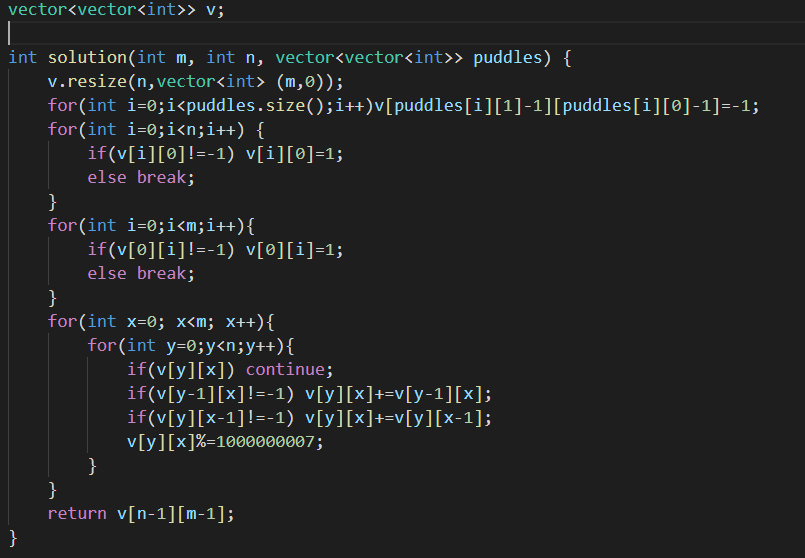 vector<vector<int>> v;
int solution(int m, int n, vector<vector<int>> puddles) {
    v.resize(n,vector<int> (m,0));
    for(int i=0;i<puddles.size();i++)v[puddles[i][1]-1][puddles[i][0]-1]=-1;
    for(int i=0;i<n;i++) {
        if(v[i][0]!=-1) v[i][0]=1;
        else break;
    }
    for(int i=0;i<m;i++){
        if(v[0][i]!=-1) v[0][i]=1;
        else break;
    }
    for(int x=0; x<m; x++){
        for(int y=0;y<n;y++){
            if(v[y][x]) continue;
            if(v[y-1][x]!=-1) v[y][x]+=v[y-1][x];
            if(v[y][x-1]!=-1) v[y][x]+=v[y][x-1];
            v[y][x]%=1000000007;
        }
    }
    return v[n-1][m-1];
}